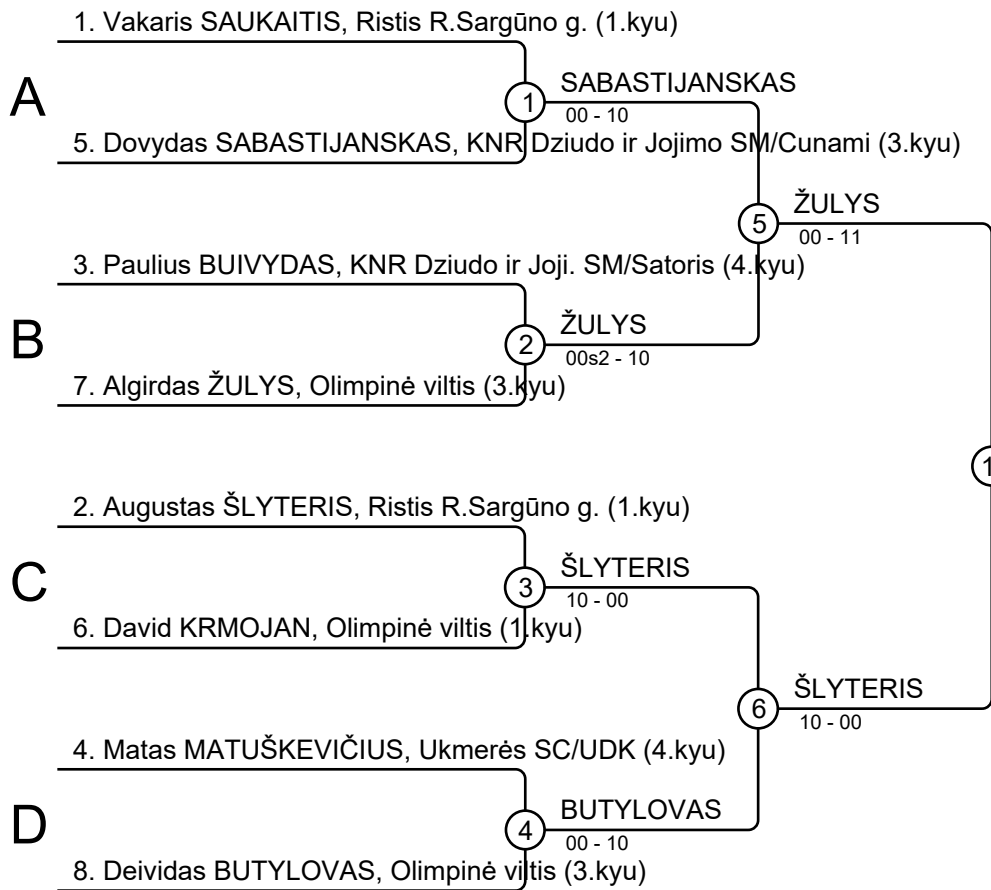 1. Vakaris SAUKAITIS, Ristis R.Sargūno g. (1.kyu)
A
1
SABASTIJANSKAS
00 - 10
5. Dovydas SABASTIJANSKAS, KNR Dziudo ir Jojimo SM/Cunami (3.kyu)
5
ŽULYS
00 - 11
3. Paulius BUIVYDAS, KNR Dziudo ir Joji. SM/Satoris (4.kyu)
B
2
ŽULYS
00s2 - 10
7. Algirdas ŽULYS, Olimpinė viltis (3.kyu)
2. Augustas ŠLYTERIS, Ristis R.Sargūno g. (1.kyu)
C
3
ŠLYTERIS
10 - 00
6. David KRMOJAN, Olimpinė viltis (1.kyu)
6
ŠLYTERIS
10 - 00
4. Matas MATUŠKEVIČIUS, Ukmerės SC/UDK (4.kyu)
D
4
BUTYLOVAS
00 - 10
8. Deividas BUTYLOVAS, Olimpinė viltis (3.kyu)